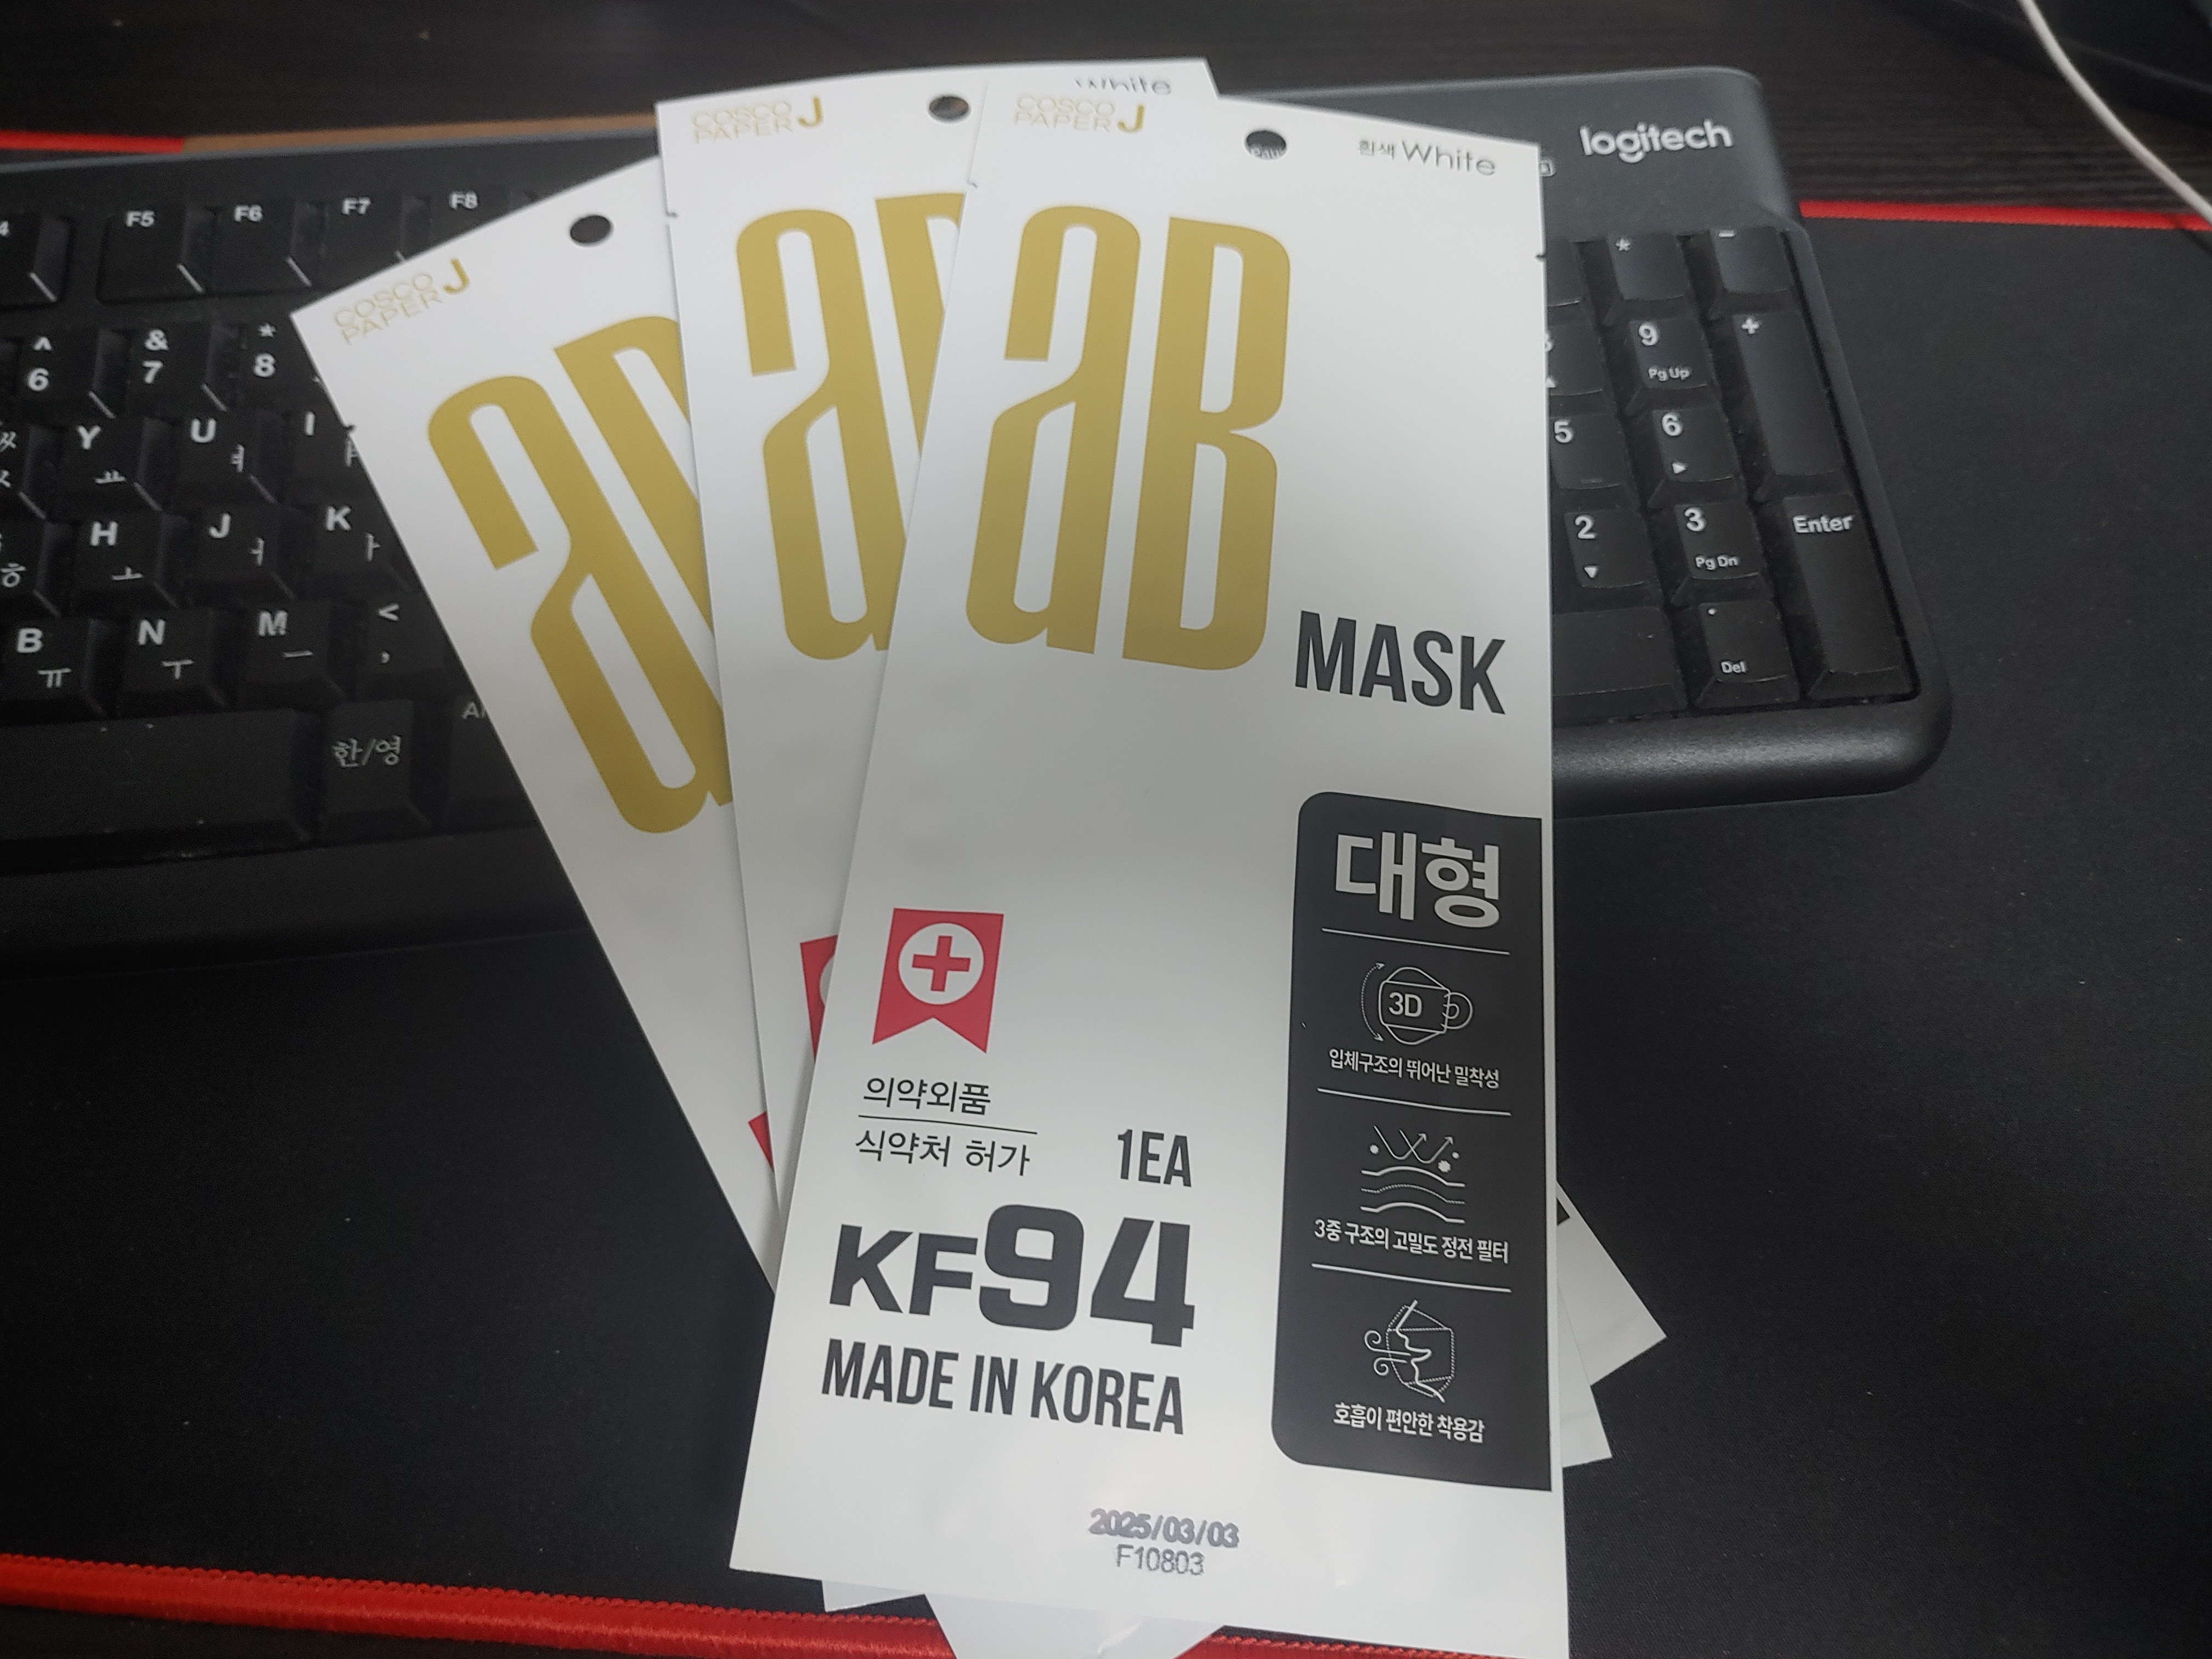 COSCO
PAPER J
COSCO
PAPER J
White
COSCO
PAPER J
흰색 White
aB
MASK
대형
3D
입체구조의 뛰어난 밀착성
3중 구조의 고밀도 정전 필터
호흡이 편안한 착용감
의약외품
식약처 허가
1EA
KF94
MADE IN KOREA
2025/03/03
F10803
logitech
F5
F6
F7
F8
^
6
&
7
*
8
Y
ㅛ
U
ㅕ
I
H
ㅗ
J
ㅓ
K
ㅏ
ㅎ
B
ㅠ
N
ㅜ
M
ㅡ
<
,
한/영
*
-
9
Pg Up
+
5
6
2
3
Pg Dn
Enter
.
Del